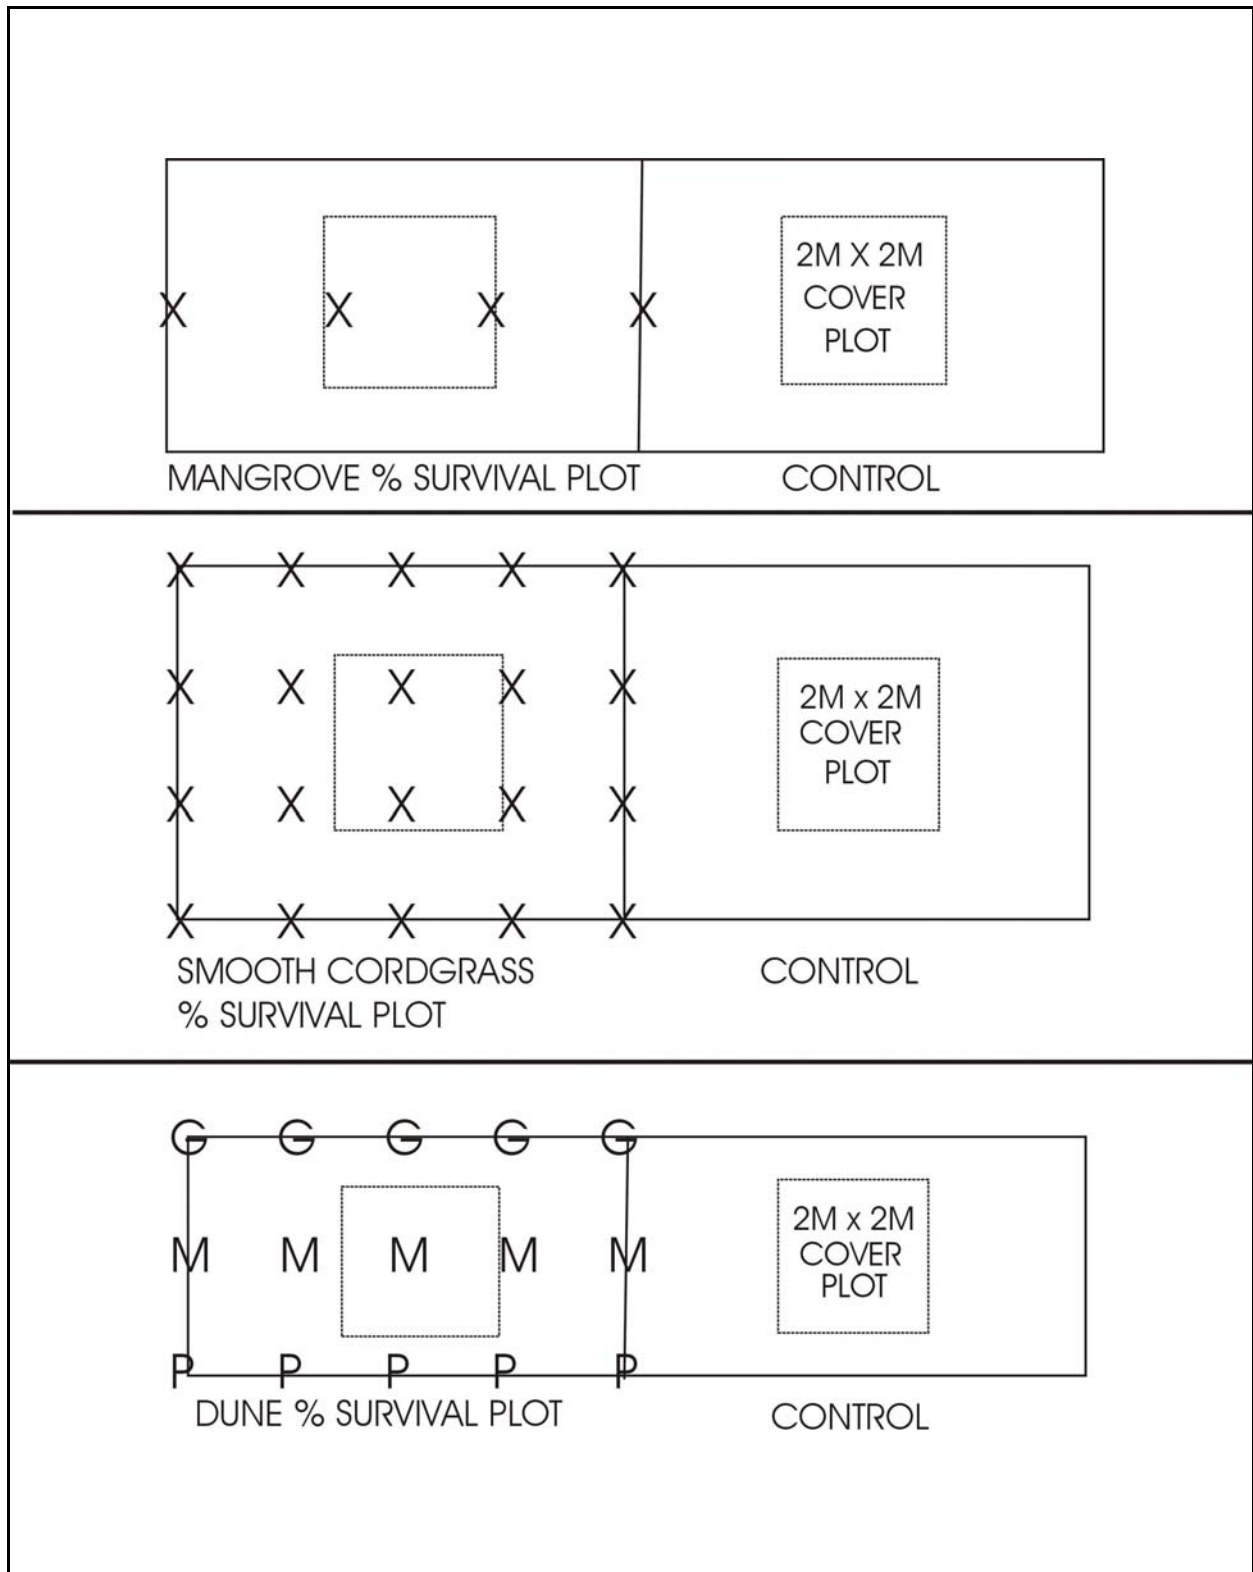 2M X 2M
COVER
PLOT
X X X X
MANGROVE % SURVIVAL PLOT CONTROL
X X X X X
X X X X X
2M x 2M
COVER
PLOT
X X X X X
X X X X X
SMOOTH CORDGRASS CONTROL
% SURVIVAL PLOT
G G G G G
2M x 2M
M M M M M
COVER
PLOT
P P P P P
DUNE % SURVIVAL PLOT CONTROL